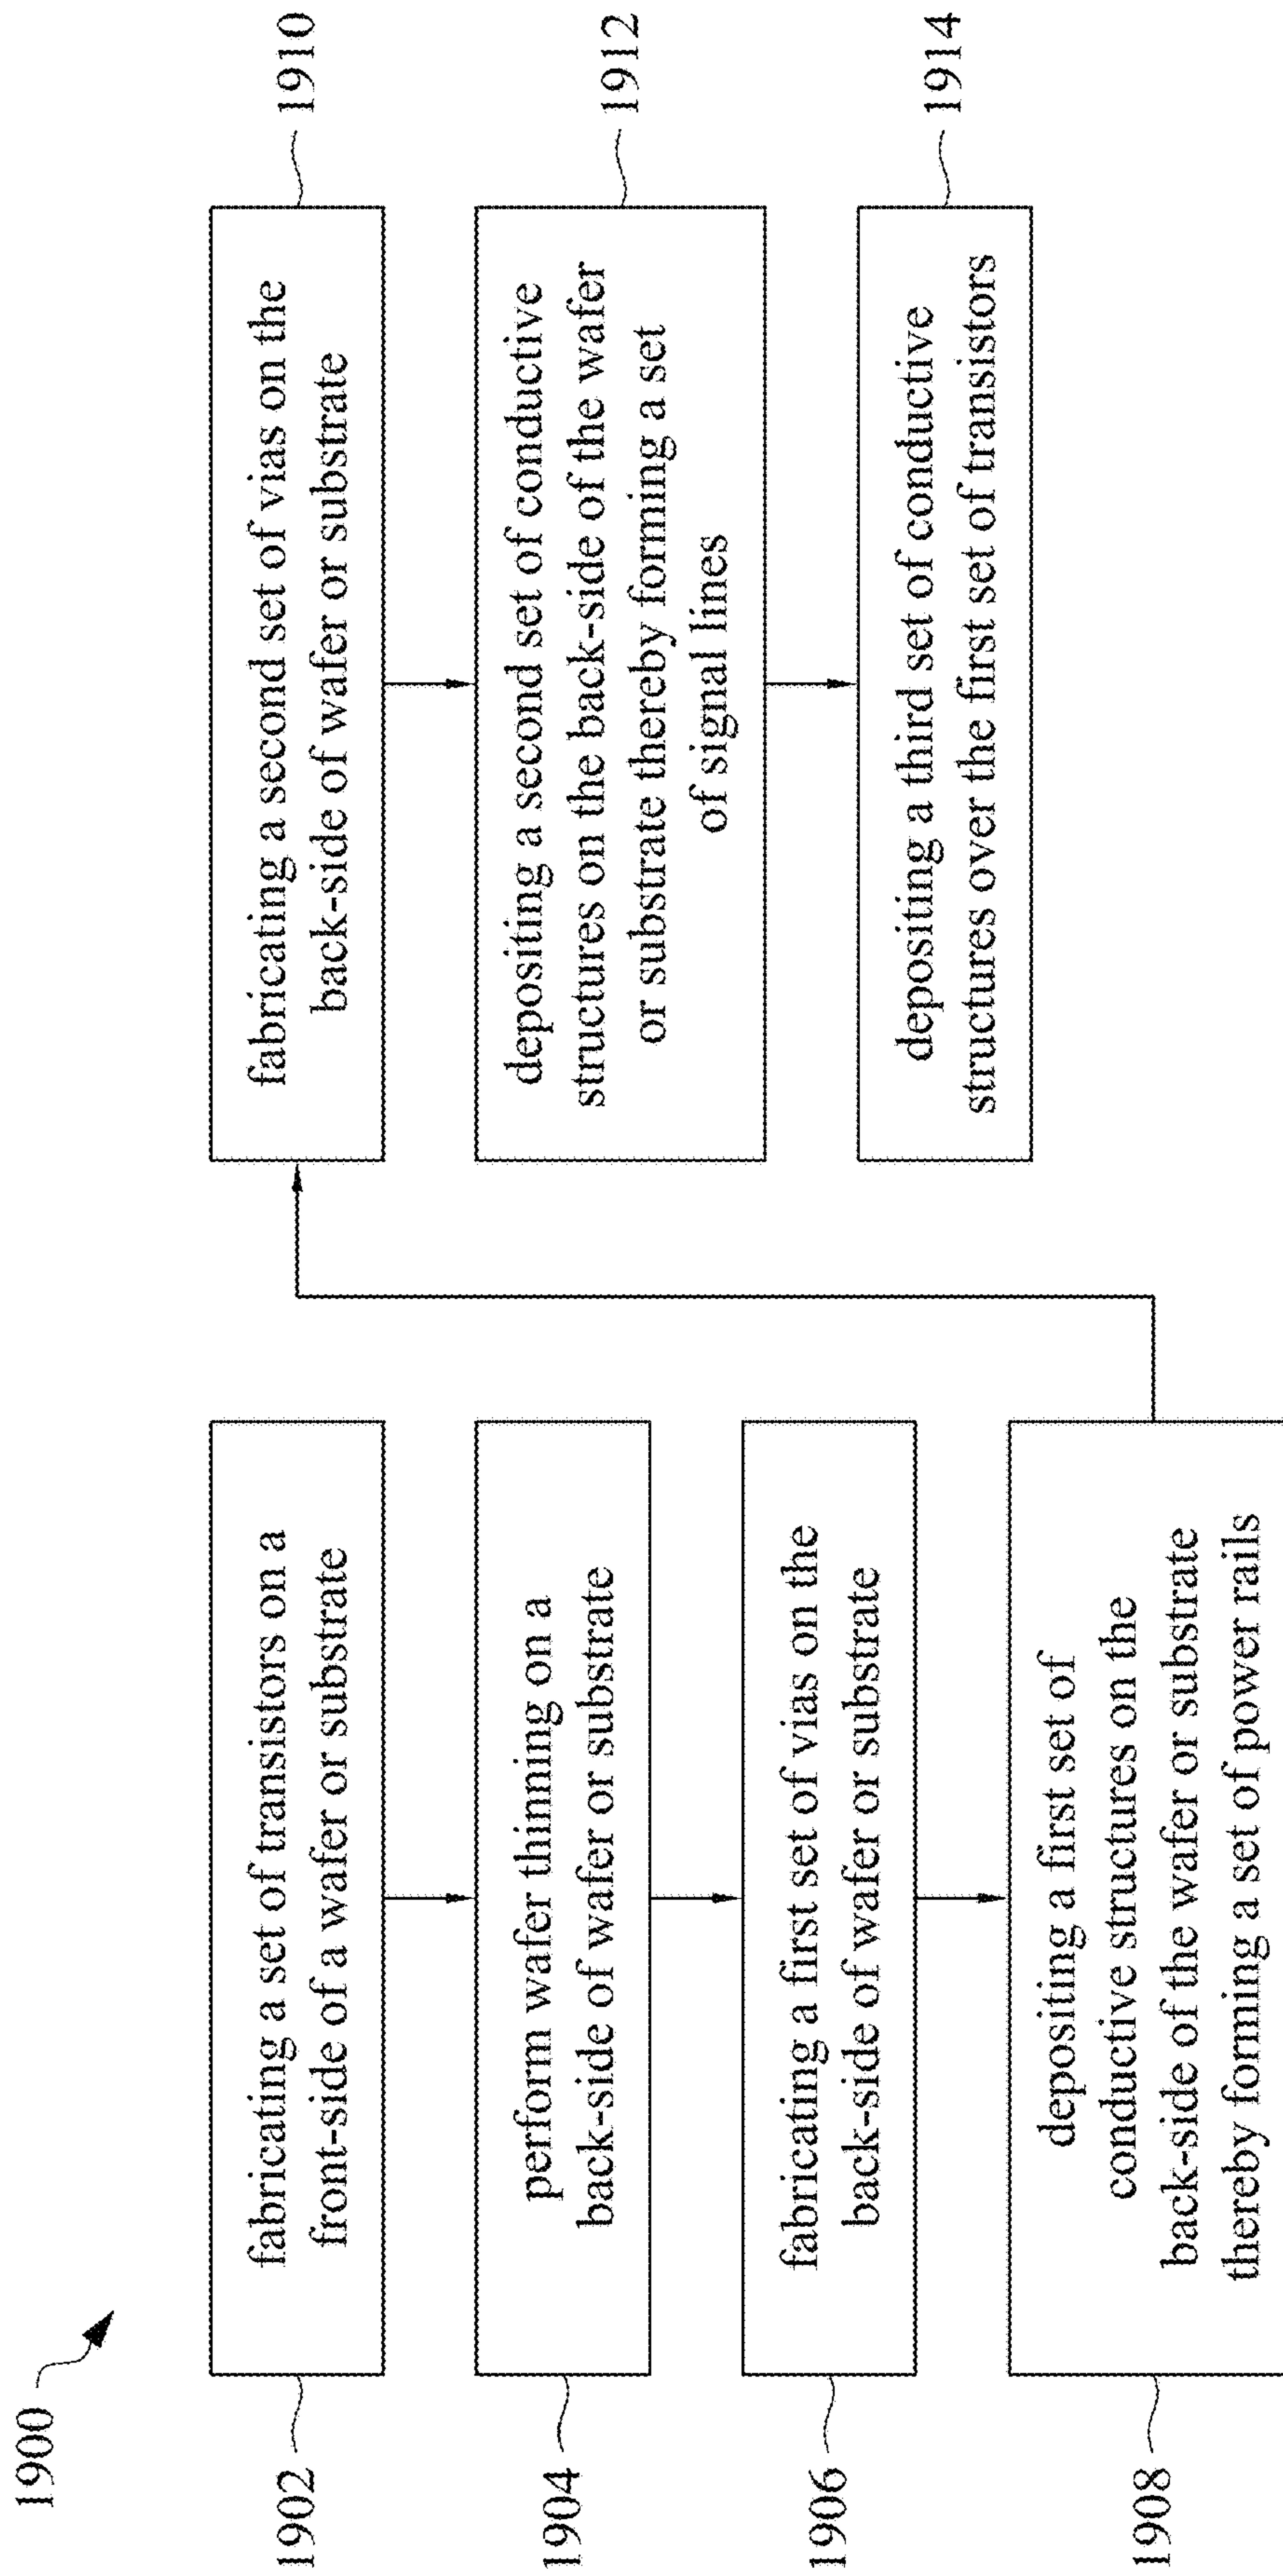 1900
1902
fabricating a set of transistors on a
front-side of a wafer or substrate
1904
perform wafer thinning on a
back-side of wafer or substrate
1906
fabricating a first set of vias on the
back-side of wafer or substrate
1908
depositing a first set of
conductive structures on the
back-side of the wafer or substrate
thereby forming a set of power rails
fabricating a second set of vias on the
back-side of wafer or substrate
1910
depositing a second set of conductive
structures on the back-side of the wafer
or substrate thereby forming a set
of signal lines
1912
depositing a third set of conductive
structures over the first set of transistors
1914